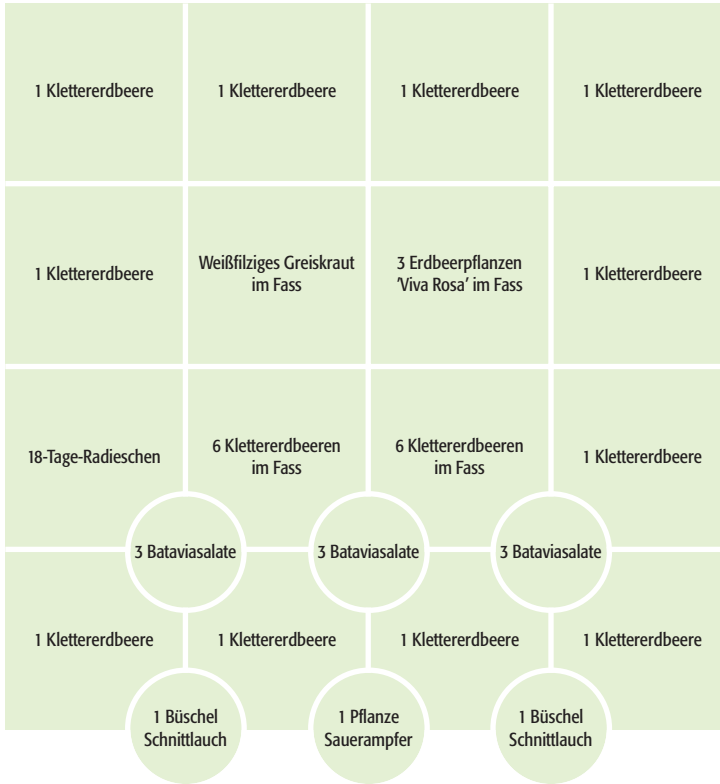 1 Klettererdbeere
1 Klettererdbeere
1 Klettererdbeere
1 Klettererdbeere
1 Klettererdbeere
Weißfilziges Greiskraut
im Fass
3 Erdbeerpflanzen
'Viva Rosa' im Fass
1 Klettererdbeere
18-Tage-Radieschen
6 Klettererdbeeren
im Fass
6 Klettererdbeeren
im Fass
1 Klettererdbeere
3 Bataviasalate
3 Bataviasalate
3 Bataviasalate
1 Klettererdbeere
1 Klettererdbeere
1 Klettererdbeere
1 Klettererdbeere
1 Büschel
Schnittlauch
1 Pflanze
Sauerampfer
1 Büschel
Schnittlauch